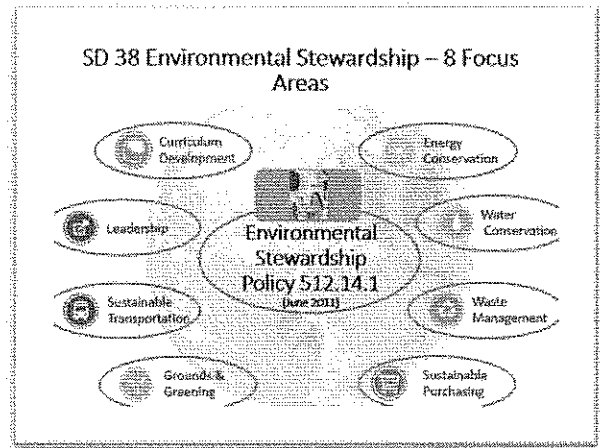 SD 38 Environmental Stewardship – 8 Focus
Areas
Curriculum
Development
Energy
Conservation
Leadership
Water
Conservation
Environmental
Stewardship
Policy 512.14.1
(June 2011)
Sustainable
Transportation
Waste
Management
Grounds &
Greening
Sustainable
Purchasing